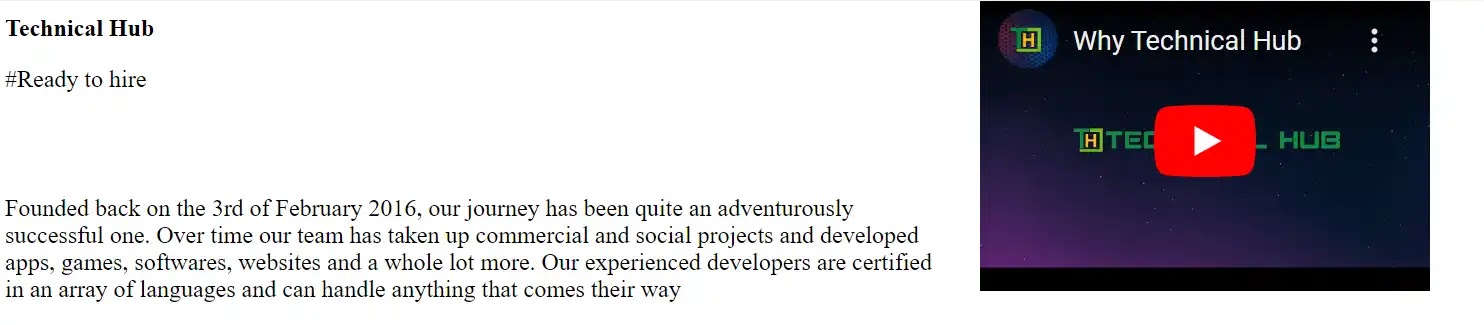 Technical Hub
#Ready to hire
Founded back on the 3rd of February 2016, our journey has been quite an adventurously
successful one. Over time our team has taken up commercial and social projects and developed
apps, games, softwares, websites and a whole lot more. Our experienced developers are certified
in an array of languages and can handle anything that comes their way
TH Why Technical Hub
TH TEC L HUB